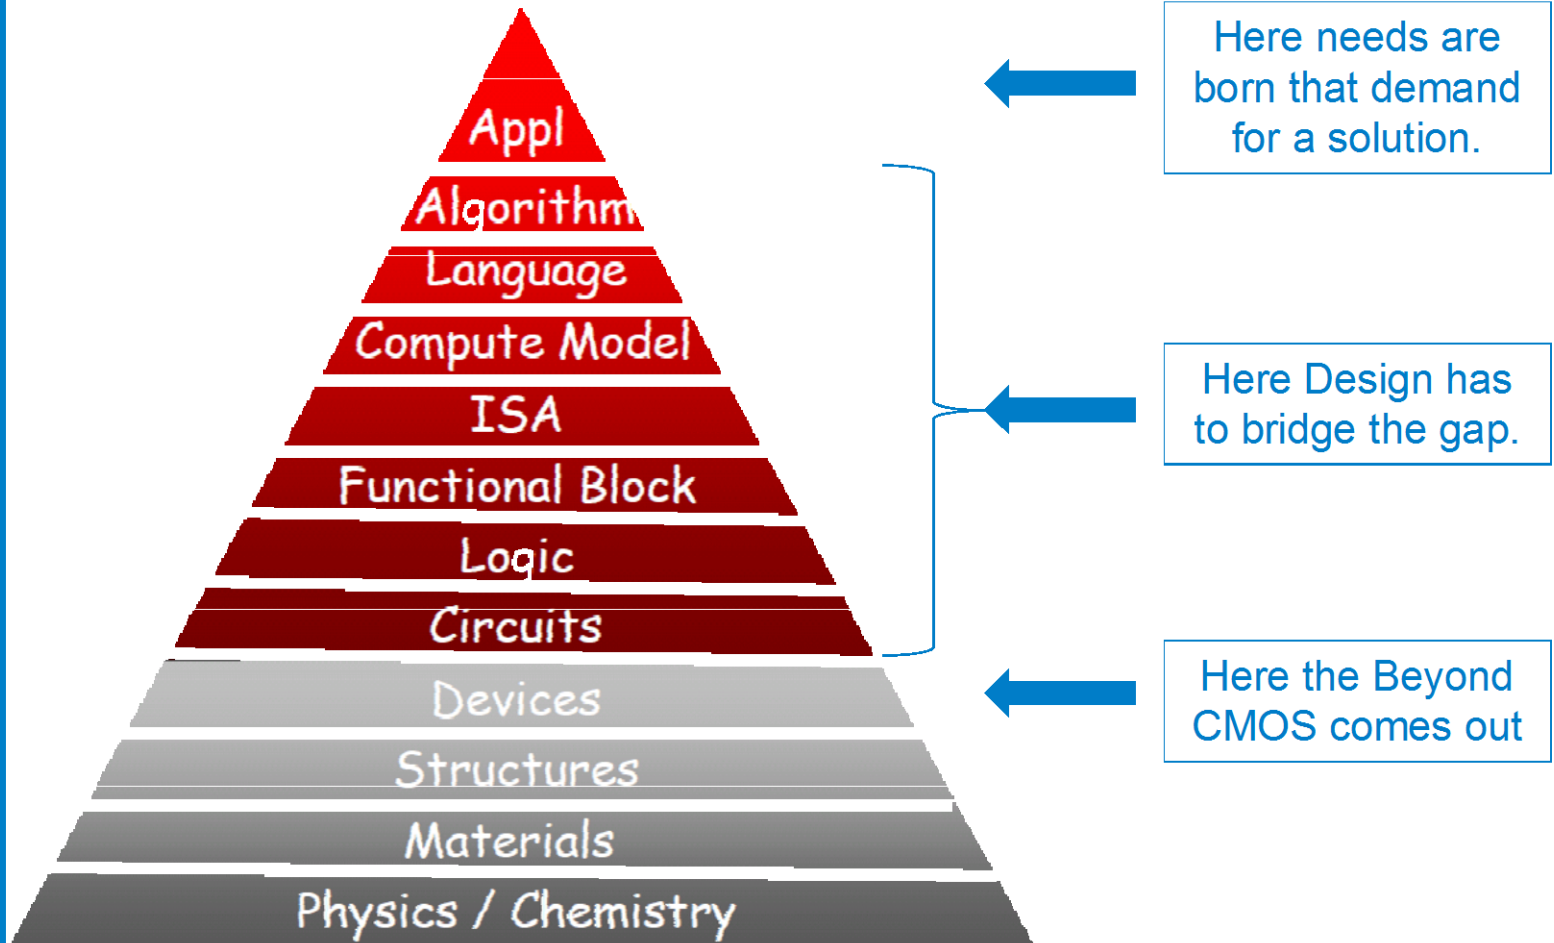 Appl
Algorithm
Language
Compute Model
ISA
Functional Block
Logic
Circuits
Devices
Structures
Materials
Physics / Chemistry
Here needs are
born that demand
for a solution.
Here Design has
to bridge the gap.
Here the Beyond
CMOS comes out